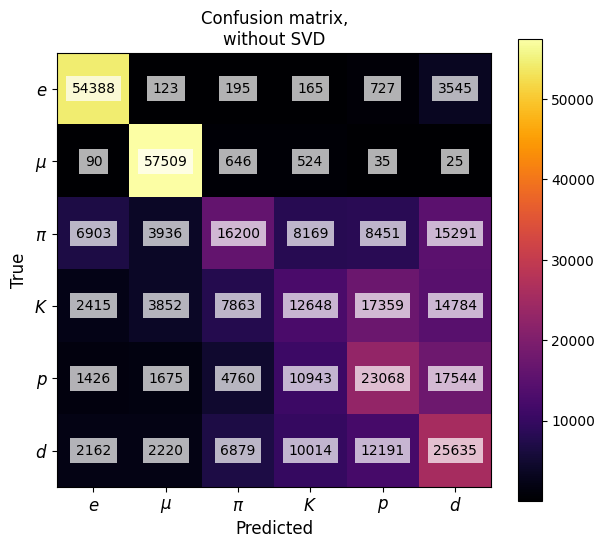 Confusion matrix,
without SVD
True
e 54388 123 195 165 727 3545
μ 90 57509 646 524 35 25
π 6903 3936 16200 8169 8451 15291
K 2415 3852 7863 12648 17359 14784
p 1426 1675 4760 10943 23068 17544
d 2162 2220 6879 10014 12191 25635
e μ π K p d
Predicted
50000
40000
30000
20000
10000